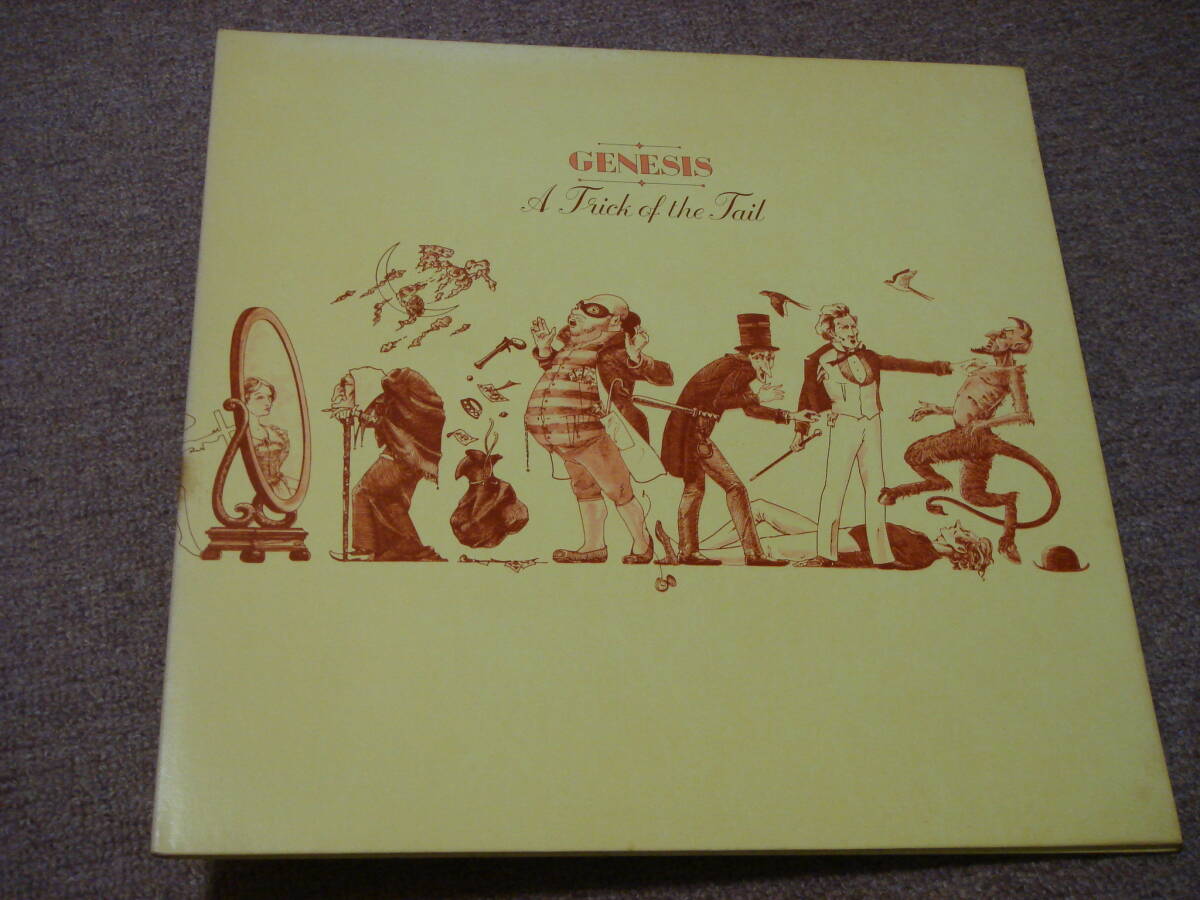 GENESIS
A Trick of the Tail